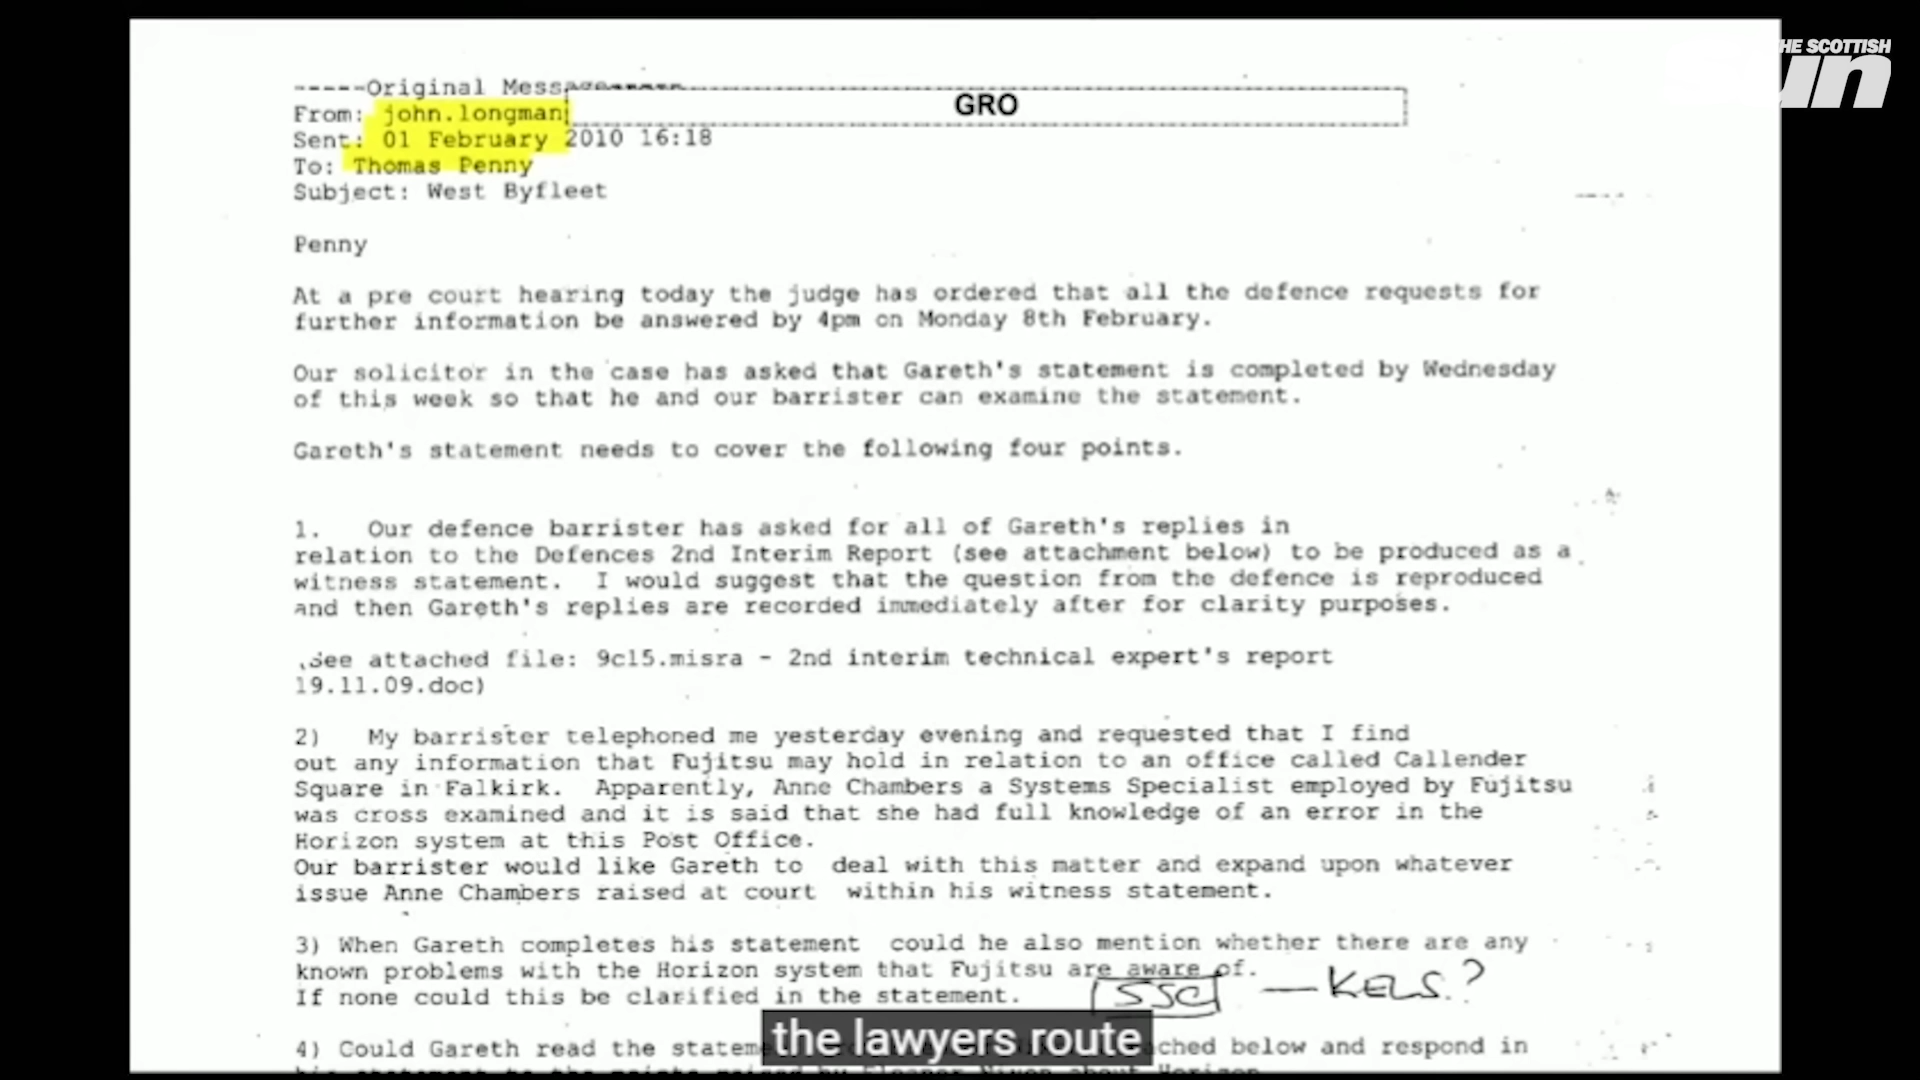 THE SCOTTISH
Sun
-----Original Message-----
GRO
From: john.longman
Sent: 01 February 2010 16:18
To: Thomas Penny
Subject: West Byfleet
Penny
At a pre court hearing today the judge has ordered that all the defence requests for
further information be answered by 4pm on Monday 8th February.
Our solicitor in the case has asked that Gareth's statement is completed by Wednesday
of this week so that he and our barrister can examine the statement.
Gareth's statement needs to cover the following four points.
1. Our defence barrister has asked for all of Gareth's replies in
relation to the Defences 2nd Interim Report (see attachment below) to be produced as a
witness statement. I would suggest that the question from the defence is reproduced
and then Gareth's replies are recorded immediately after for clarity purposes.
(See attached file: 9c15.misra - 2nd interim technical expert's report
19.11.09.doc)
2) My barrister telephoned me yesterday evening and requested that I find
out any information that Fujitsu may hold in relation to an office called Callender
Square in Falkirk. Apparently, Anne Chambers a Systems Specialist employed by Fujitsu
was cross examined and it is said that she had full knowledge of an error in the
Horizon system at this Post Office.
Our barrister would like Gareth to deal with this matter and expand upon whatever
issue Anne Chambers raised at court within his witness statement.
3) When Gareth completes his statement could he also mention whether there are any
known problems with the Horizon system that Fujitsu are aware of.
If none could this be clarified in the statement.
SSC — KELS?
4) Could Gareth read the below and respond in
the lawyers route